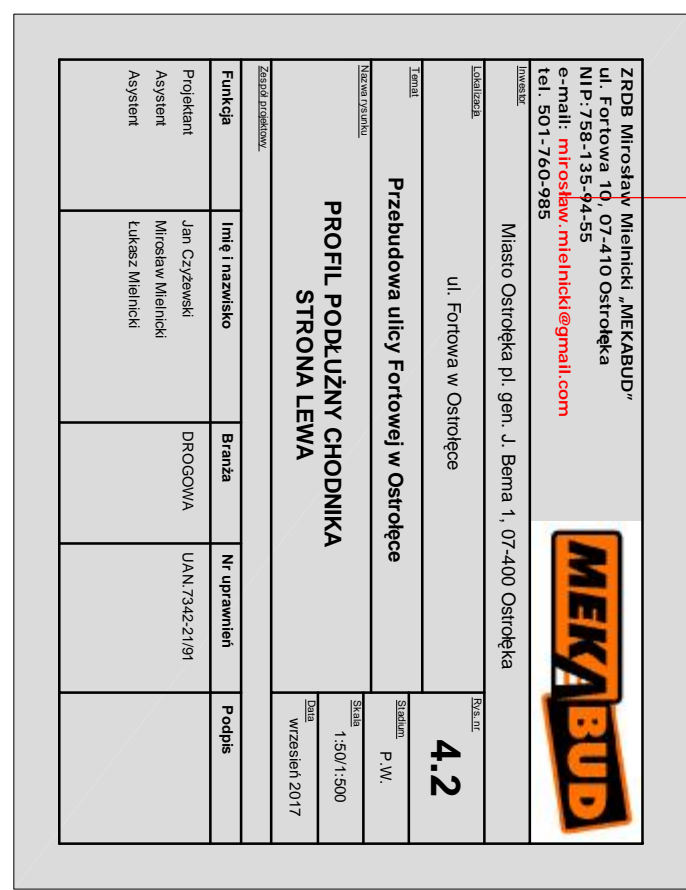 ZRDB Mirosław Mielnicki „MEKABUD”
ul. Fortowa 10, 07-410 Ostrołęka
NIP:758-135-94-55
e-mail: mirosław.mielnicki@gmail.com
tel. 501-760-985
MEKABUD
Inwestor
Miasto Ostrołęka pl. gen. J. Bema 1, 07-400 Ostrołęka
Lokalizacja
ul. Fortowa w Ostrołęce
Rys. nr
4.2
Temat
Przebudowa ulicy Fortowej w Ostrołęce
Stadium
P.W.
Nazwa rysunku
PROFIL PODŁUŻNY CHODNIKA
STRONA LEWA
Skala
1:50/1:500
Data
wrzesień 2017
Zespół projektowy
Funkcja Imię i nazwisko Branża Nr uprawnień Podpis
Projektant Jan Czyżewski DROGOWA UAN.7342-21/91
Asystent Mirosław Mielnicki
Asystent Łukasz Mielnicki